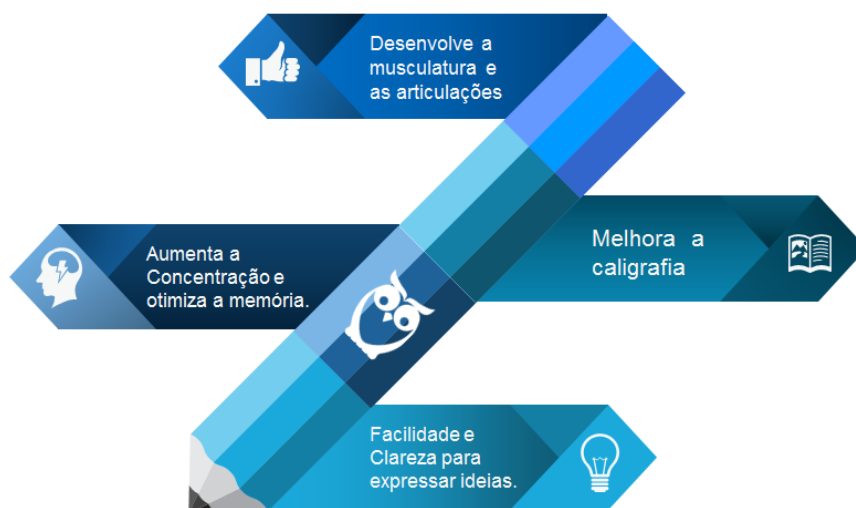 Desenvolve a
musculatura e
as articulações
Aumenta a
Concentração e
otimiza a memória.
Melhora a
caligrafia
Facilidade e
Clareza para
expressar ideias.